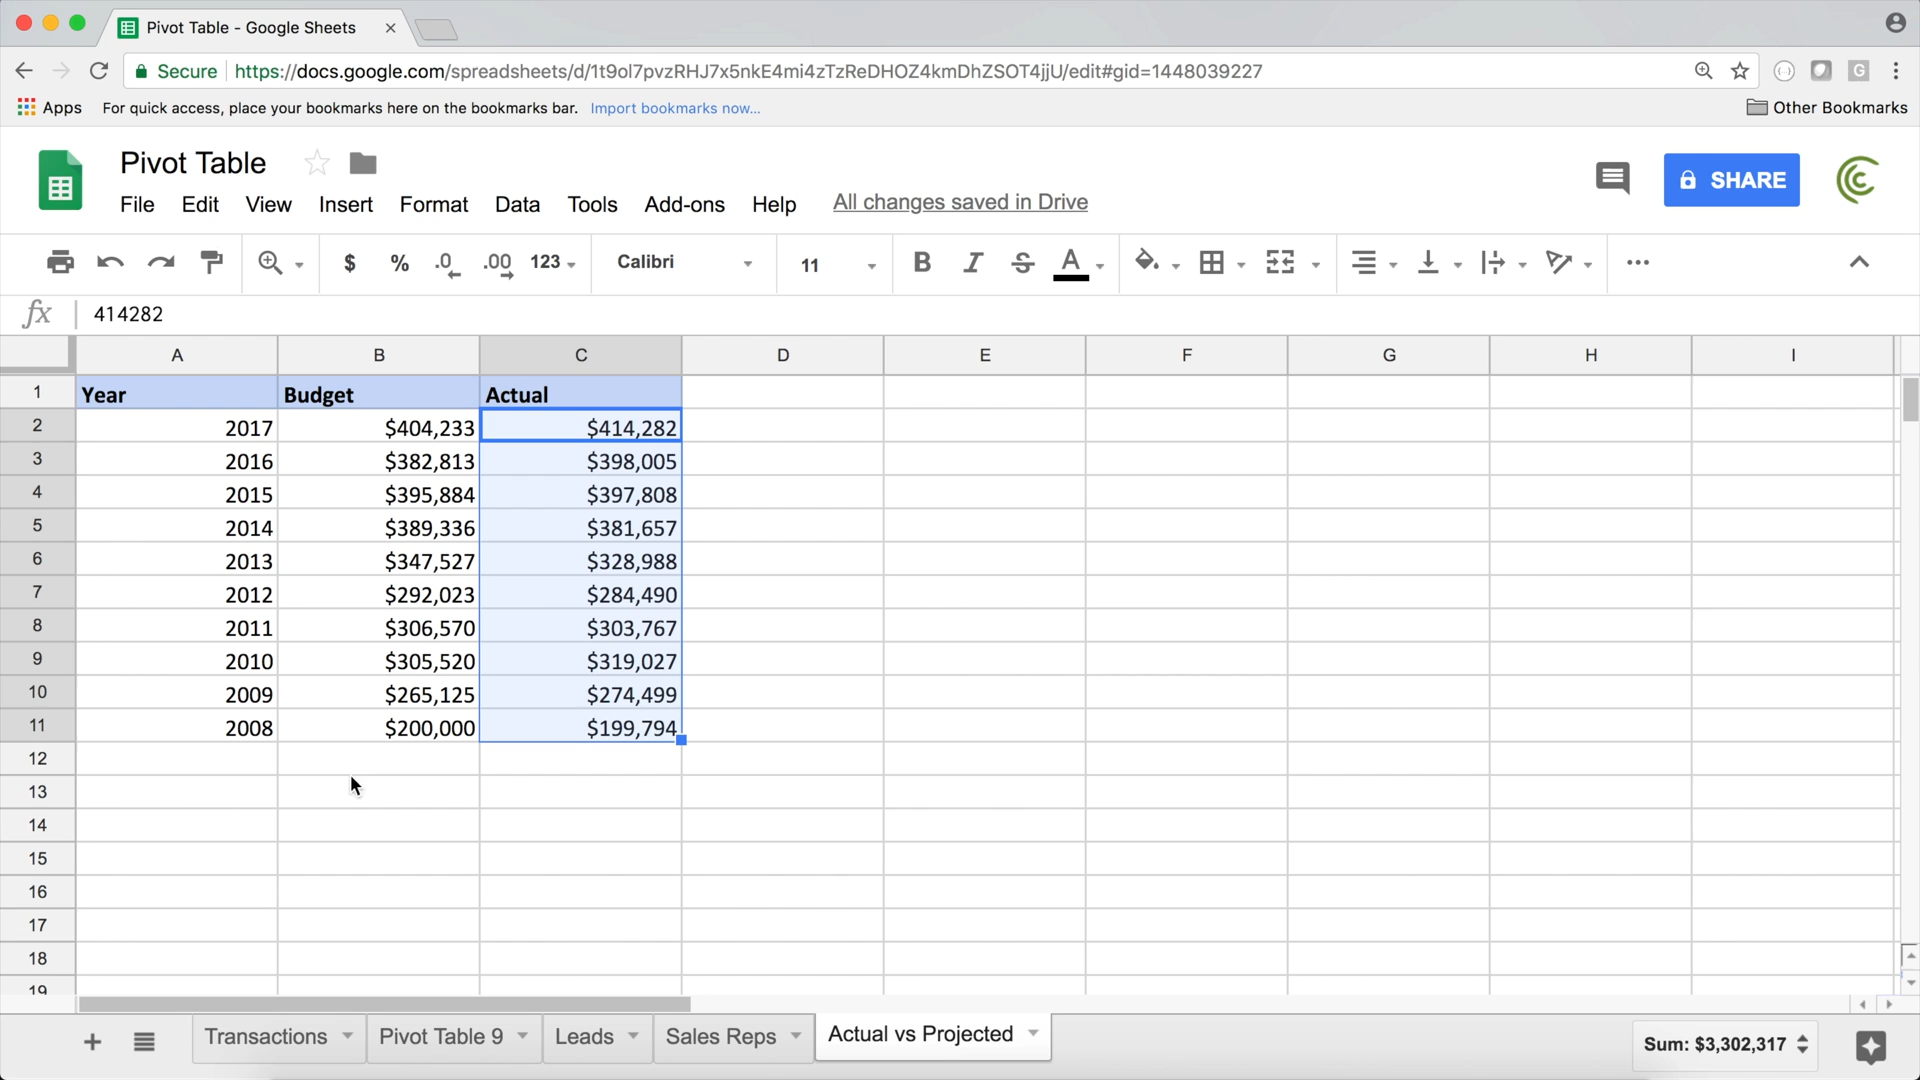 Pivot Table - Google Sheets
Secure https://docs.google.com/spreadsheets/d/1t9ol7pvzRHJ7x5nkE4mi4zTzReDHOZ4kmDhZSOT4jjU/edit#gid=1448039227
Apps For quick access, place your bookmarks here on the bookmarks bar. Import bookmarks now... Other Bookmarks
Pivot Table
SHARE
File Edit View Insert Format Data Tools Add-ons Help All changes saved in Drive
$ % .0 .00 123 Calibri 11 B I S A
fx 414282
A B C D E F G H I
1 Year Budget Actual
2 2017 $404,233 $414,282
3 2016 $382,813 $398,005
4 2015 $395,884 $397,808
5 2014 $389,336 $381,657
6 2013 $347,527 $328,988
7 2012 $292,023 $284,490
8 2011 $306,570 $303,767
9 2010 $305,520 $319,027
10 2009 $265,125 $274,499
11 2008 $200,000 $199,794
12
13
14
15
16
17
18
19
Transactions Pivot Table 9 Leads Sales Reps Actual vs Projected Sum: $3,302,317